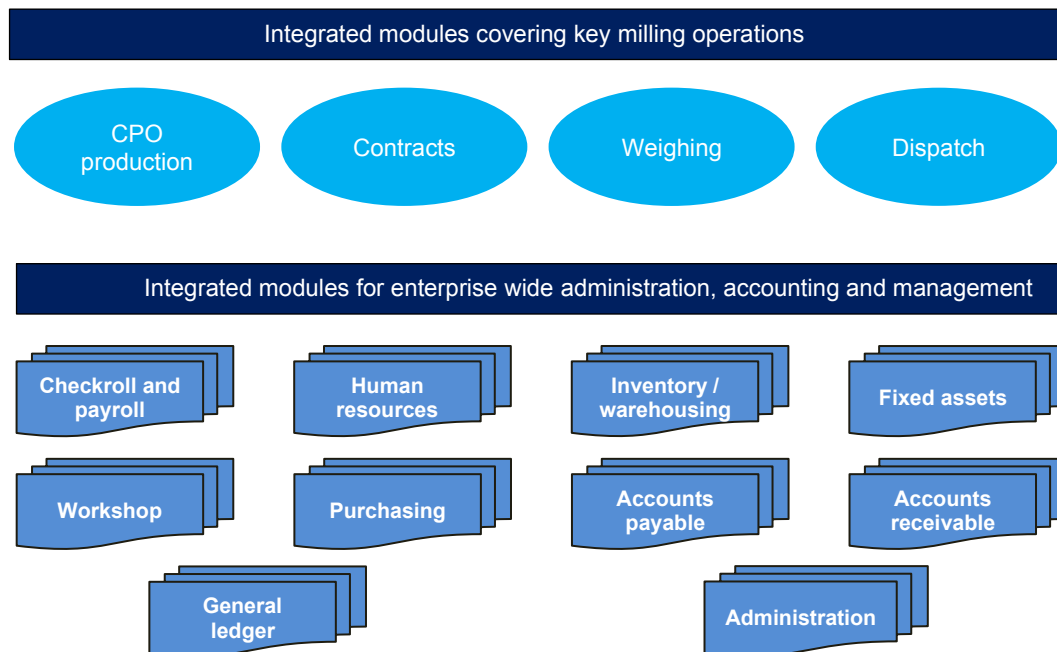 Integrated modules covering key milling operations
CPO
production
Contracts
Weighing
Dispatch
Integrated modules for enterprise wide administration, accounting and management
Checkroll and
payroll
Human
resources
Inventory /
warehousing
Fixed assets
Workshop
Purchasing
Accounts
payable
Accounts
receivable
General
ledger
Administration